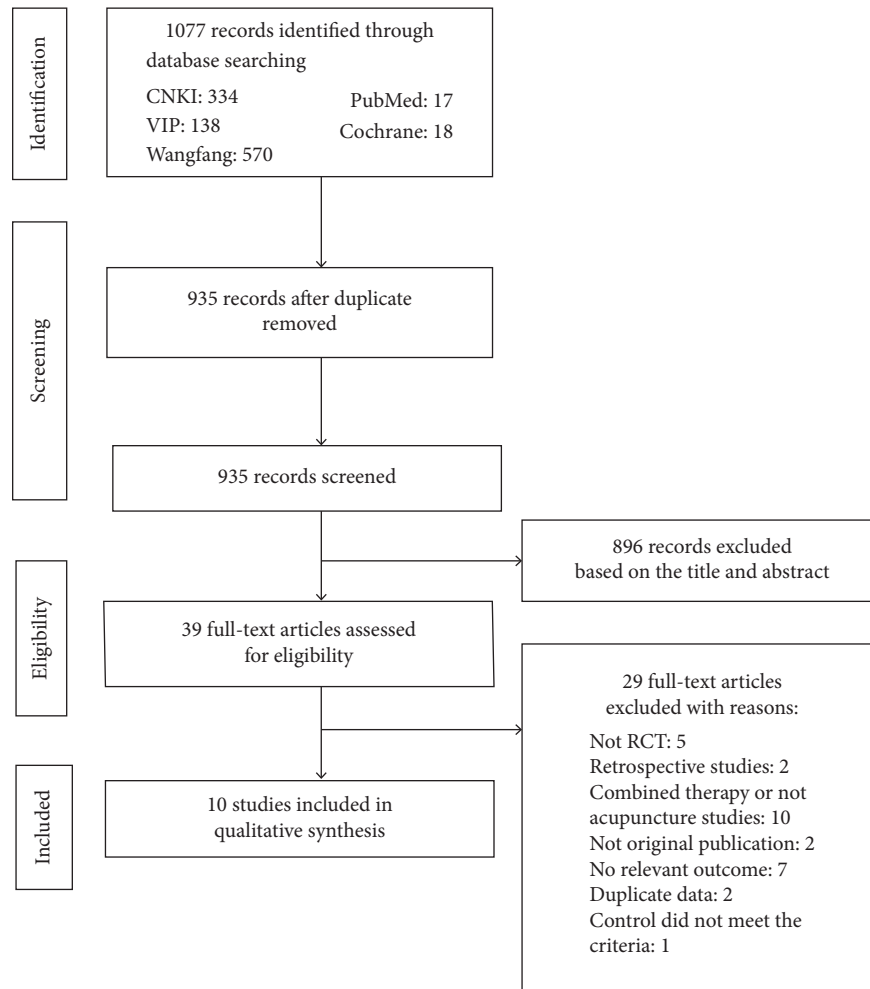 Identification
1077 records identified through
database searching
CNKI: 334
VIP: 138
Wangfang: 570
PubMed: 17
Cochrane: 18
Screening
935 records after duplicate
removed
935 records screened
896 records excluded
based on the title and abstract
Eligibility
39 full-text articles assessed
for eligibility
29 full-text articles
excluded with reasons:
Not RCT: 5
Retrospective studies: 2
Combined therapy or not
acupuncture studies: 10
Not original publication: 2
No relevant outcome: 7
Duplicate data: 2
Control did not meet the
criteria: 1
Included
10 studies included in
qualitative synthesis